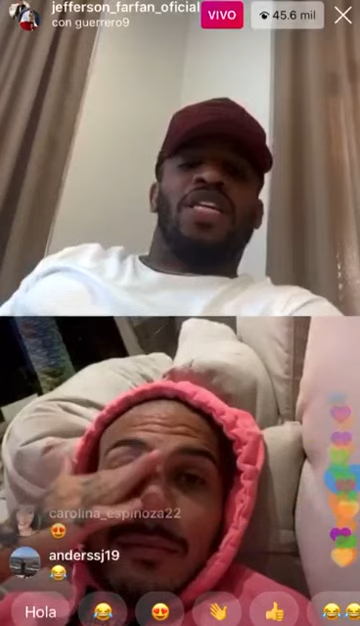 jefferson_farfan_oficial
con guerrero9
VIVO
45.6 mil
carolina_espinoza22
😍
anderssj19
😂
Hola 😂 😍 👋 👍 😂😂